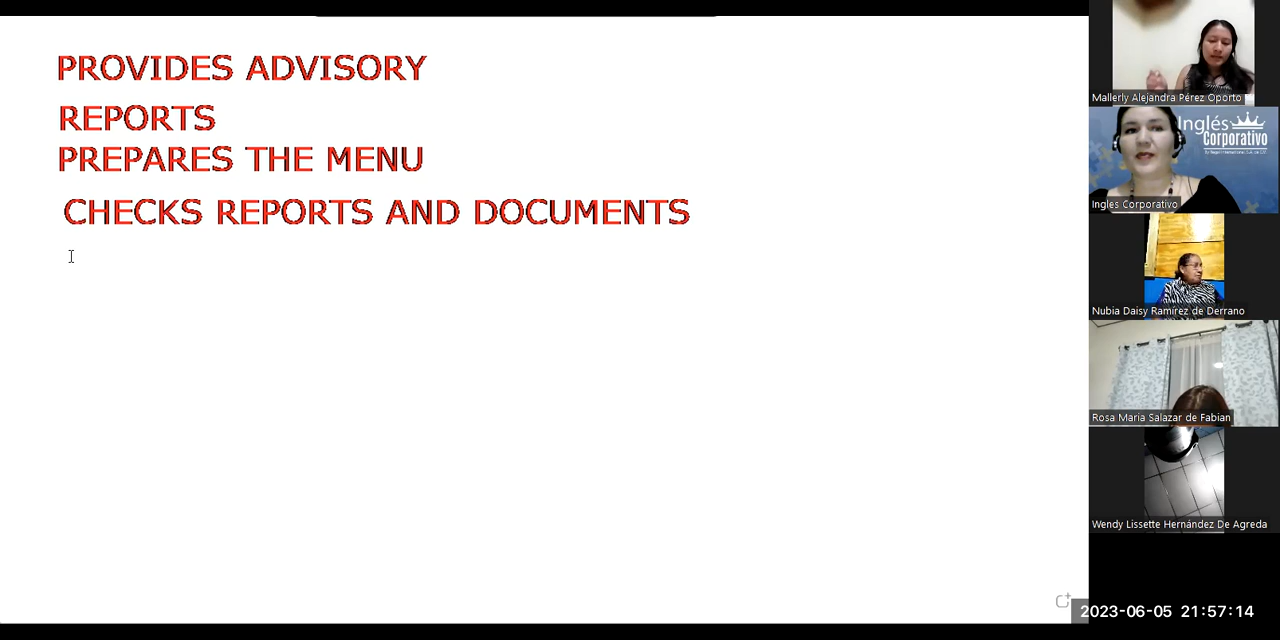 PROVIDES ADVISORY
REPORTS
PREPARES THE MENU
CHECKS REPORTS AND DOCUMENTS
Mallerly Alejandra Pérez Oporto
Inglés
Corporativo
Ingles Corporativo
Nubia Daisy Ramírez de Derrano
Rosa Maria Salazar de Fabian
Wendy Lissette Hernández De Agreda
2023-06-05 21:57:14